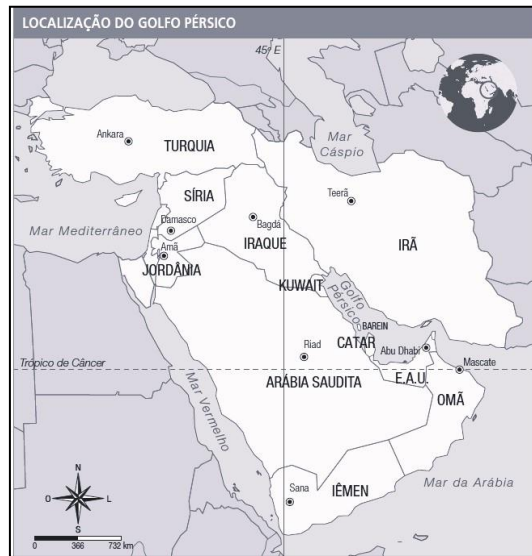 LOCALIZAÇÃO DO GOLFO PÉRSICO
45º E
Mar
Cáspio
Ankara
TURQUIA
Teerã
SÍRIA
Damasco
Bagdá
Mar Mediterrâneo
IRAQUE
IRÃ
Amã
JORDÂNIA
KUWAIT
Golfo
Pérsico
BAREIN
CATAR
Abu Dhabi
Riad
Mascate
Trópico de Câncer
E.A.U.
ARÁBIA SAUDITA
OMÃ
Mar Vermelho
Sana
IÊMEN
Mar da Arábia
N
O
L
S
0 366 732 km